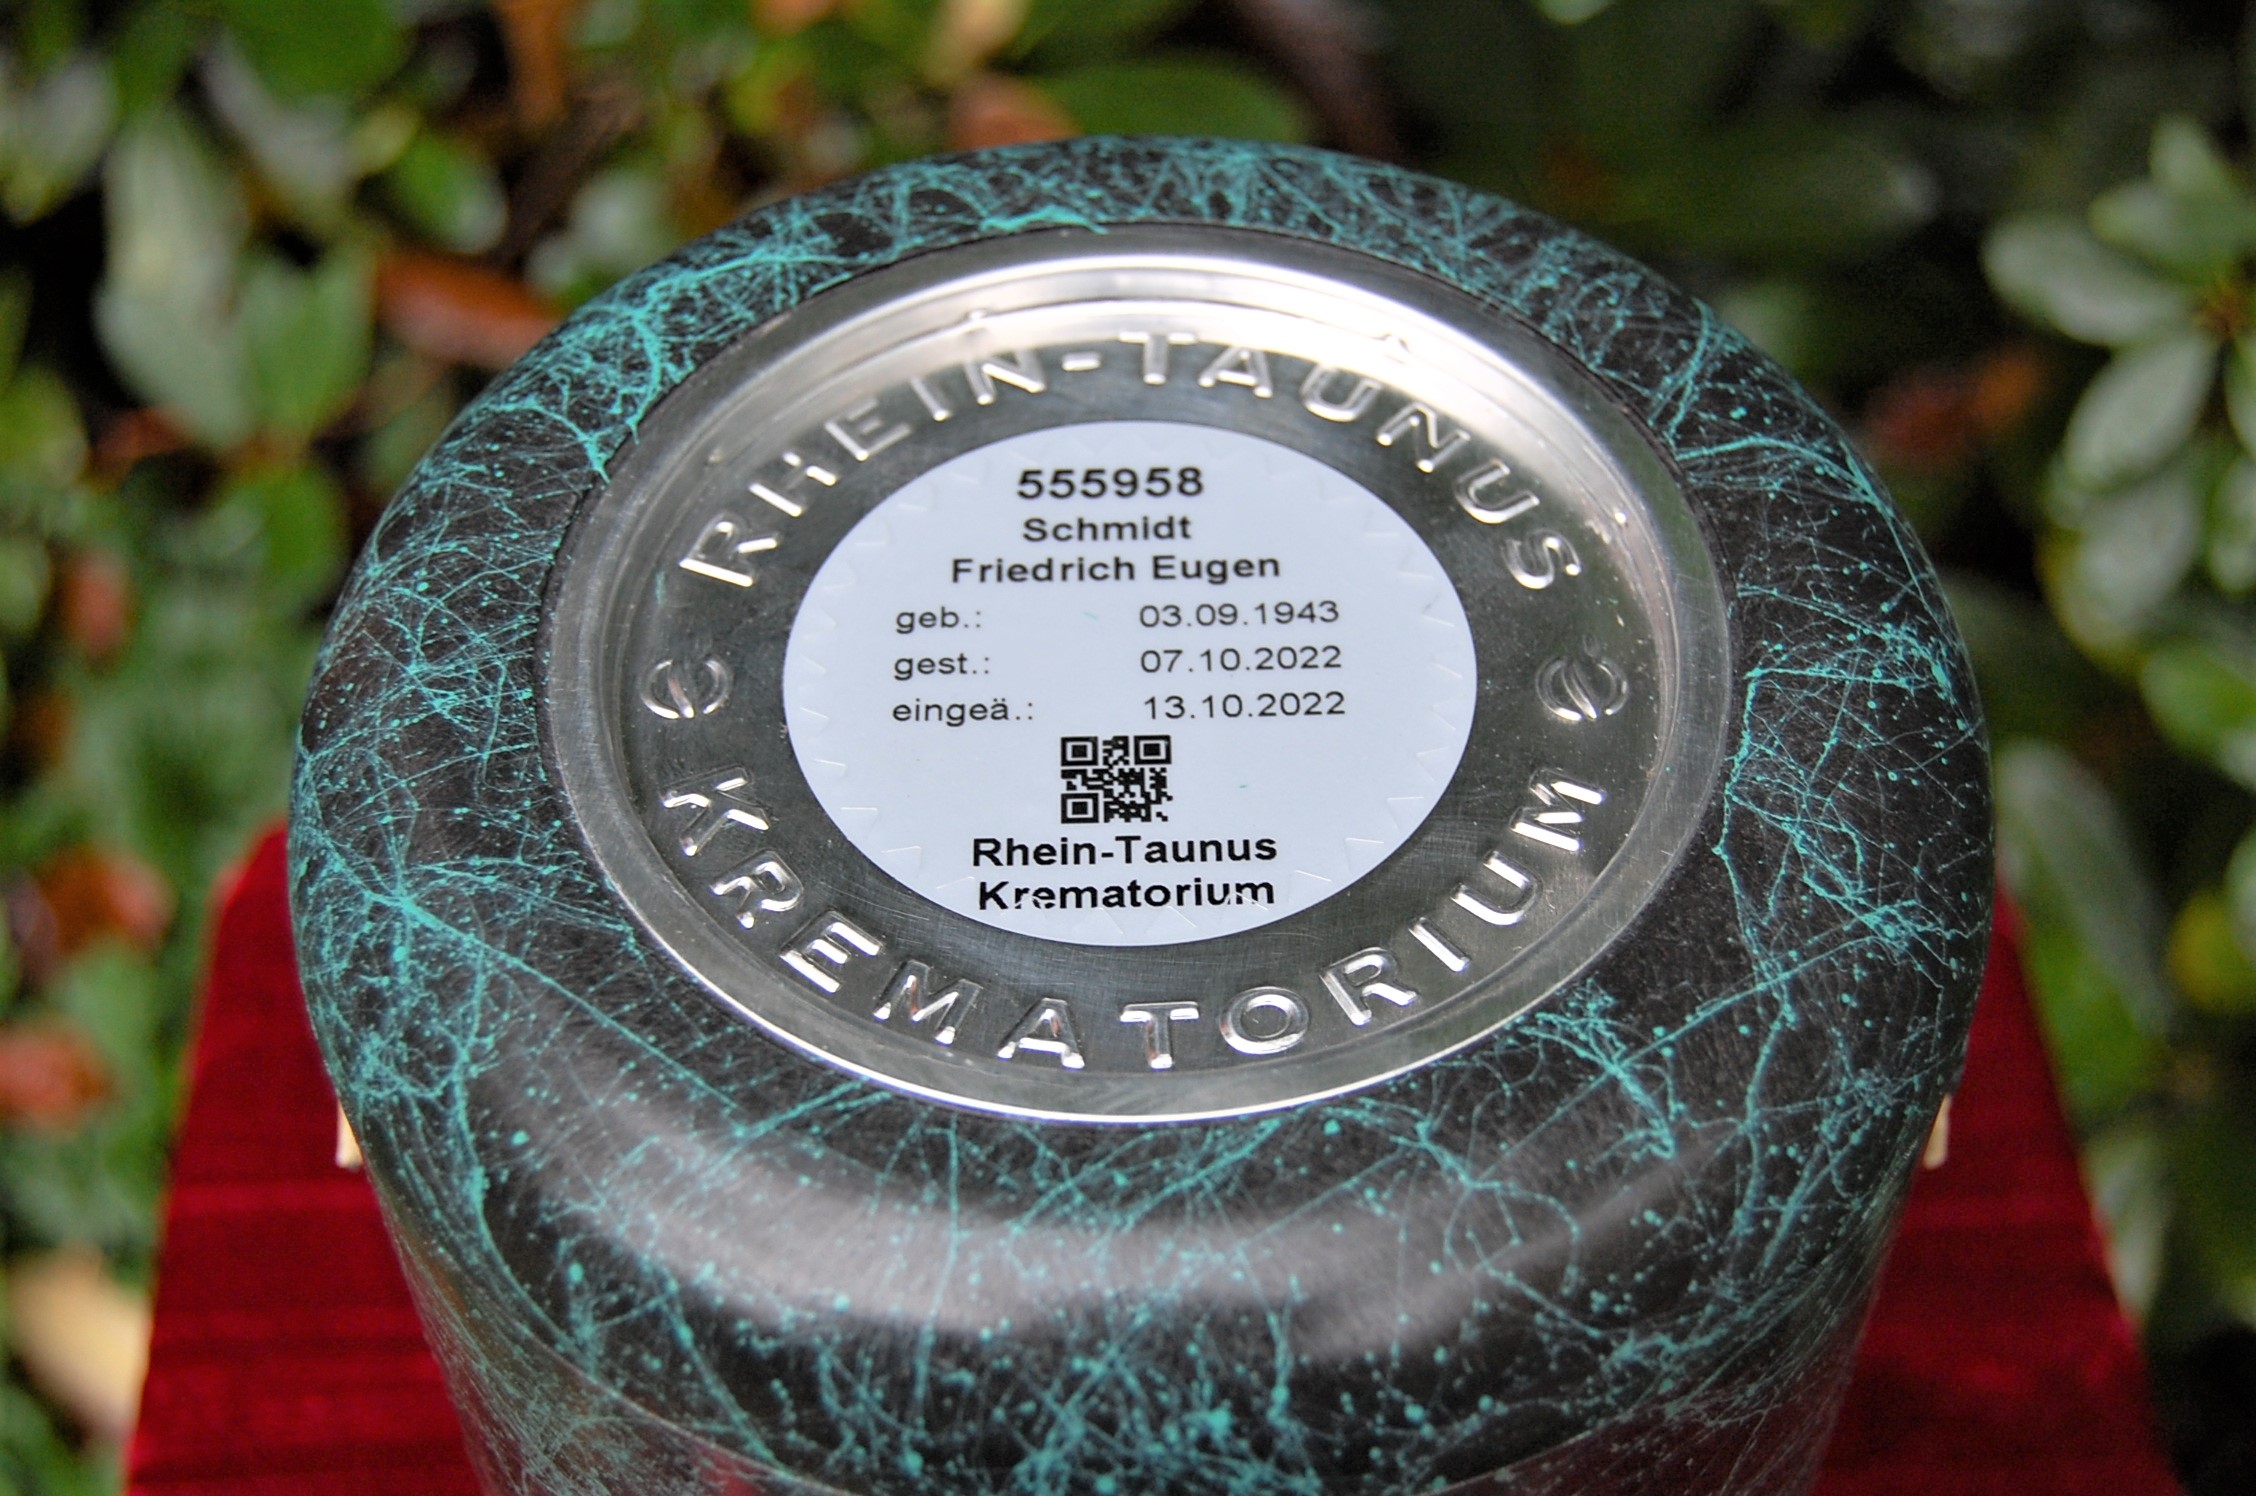 RHEIN-TAUNUS
555958
Schmidt
Friedrich Eugen
geb.: 03.09.1943
gest.: 07.10.2022
eingeä.: 13.10.2022
Rhein-Taunus
Krematorium
KREMATORIUM